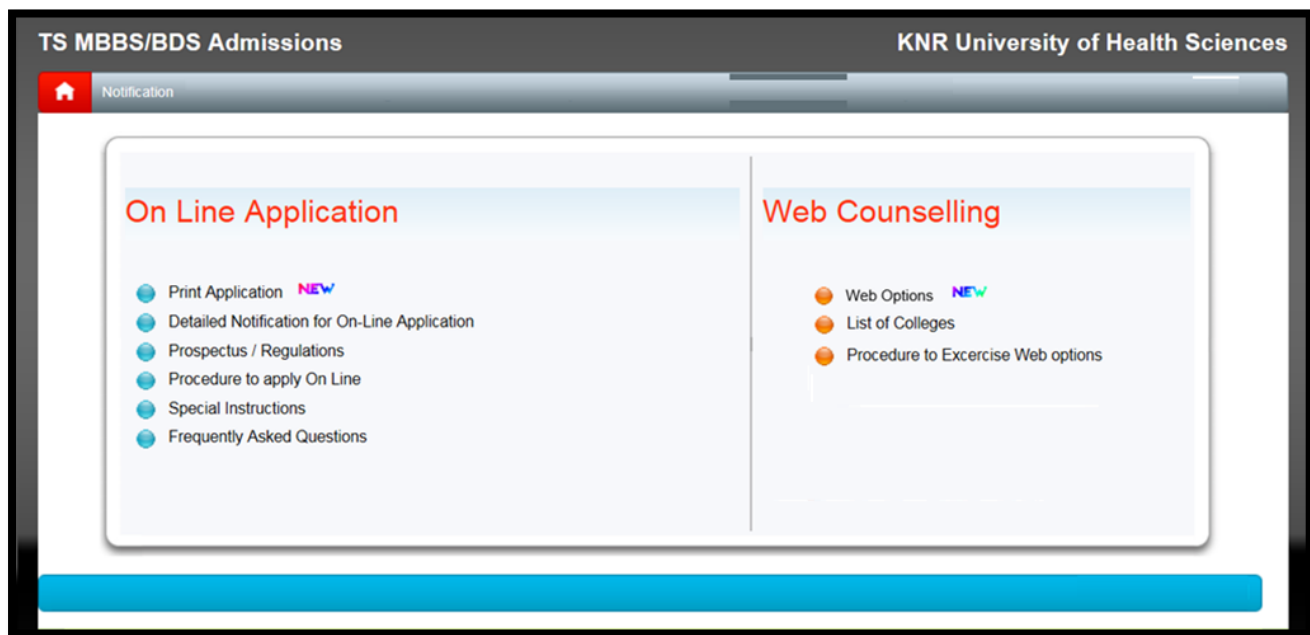 TS MBBS/BDS Admissions
KNR University of Health Sciences
Notification
On Line Application
Print Application NEW
Detailed Notification for On-Line Application
Prospectus / Regulations
Procedure to apply On Line
Special Instructions
Frequently Asked Questions
Web Counselling
Web Options NEW
List of Colleges
Procedure to Excercise Web options